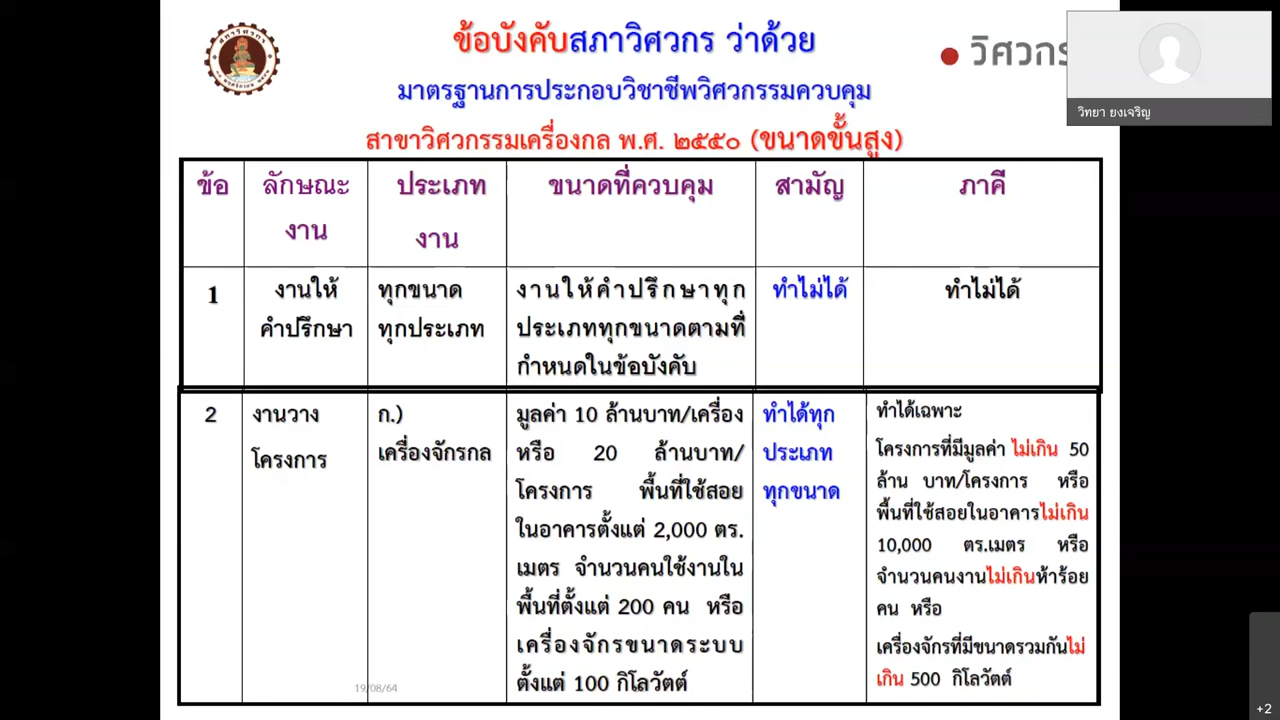 ข้อบังคับสภาวิศวกร ว่าด้วย
มาตรฐานการประกอบวิชาชีพวิศวกรรมควบคุม
สาขาวิศวกรรมเครื่องกล พ.ศ. ๒๕๕๐ (ขนาดขั้นสูง)
วิศวกร
วิทยา ยงเจริญ
ข้อ
ลักษณะ
งาน
ประเภท
งาน
ขนาดที่ควบคุม
สามัญ
ภาคี
1
งานให้
คำปรึกษา
ทุกขนาด
ทุกประเภท
งานให้คำปรึกษาทุก
ประเภททุกขนาดตามที่
กำหนดในข้อบังคับ
ทำไม่ได้
ทำไม่ได้
2
งานวาง
โครงการ
ก.)
เครื่องจักรกล
มูลค่า 10 ล้านบาท/เครื่อง
หรือ 20 ล้านบาท/
โครงการ พื้นที่ใช้สอย
ในอาคารตั้งแต่ 2,000 ตร.
เมตร จำนวนคนใช้งานใน
พื้นที่ตั้งแต่ 200 คน หรือ
เครื่องจักรขนาดระบบ
ตั้งแต่ 100 กิโลวัตต์
ทำได้ทุก
ประเภท
ทุกขนาด
ทำได้เฉพาะ
โครงการที่มีมูลค่า ไม่เกิน 50
ล้าน บาท/โครงการ หรือ
พื้นที่ใช้สอยในอาคารไม่เกิน
10,000 ตร.เมตร หรือ
จำนวนคนงานไม่เกินห้าร้อย
คน หรือ
เครื่องจักรที่มีขนาดรวมกันไม่
เกิน 500 กิโลวัตต์
19/08/64
+2